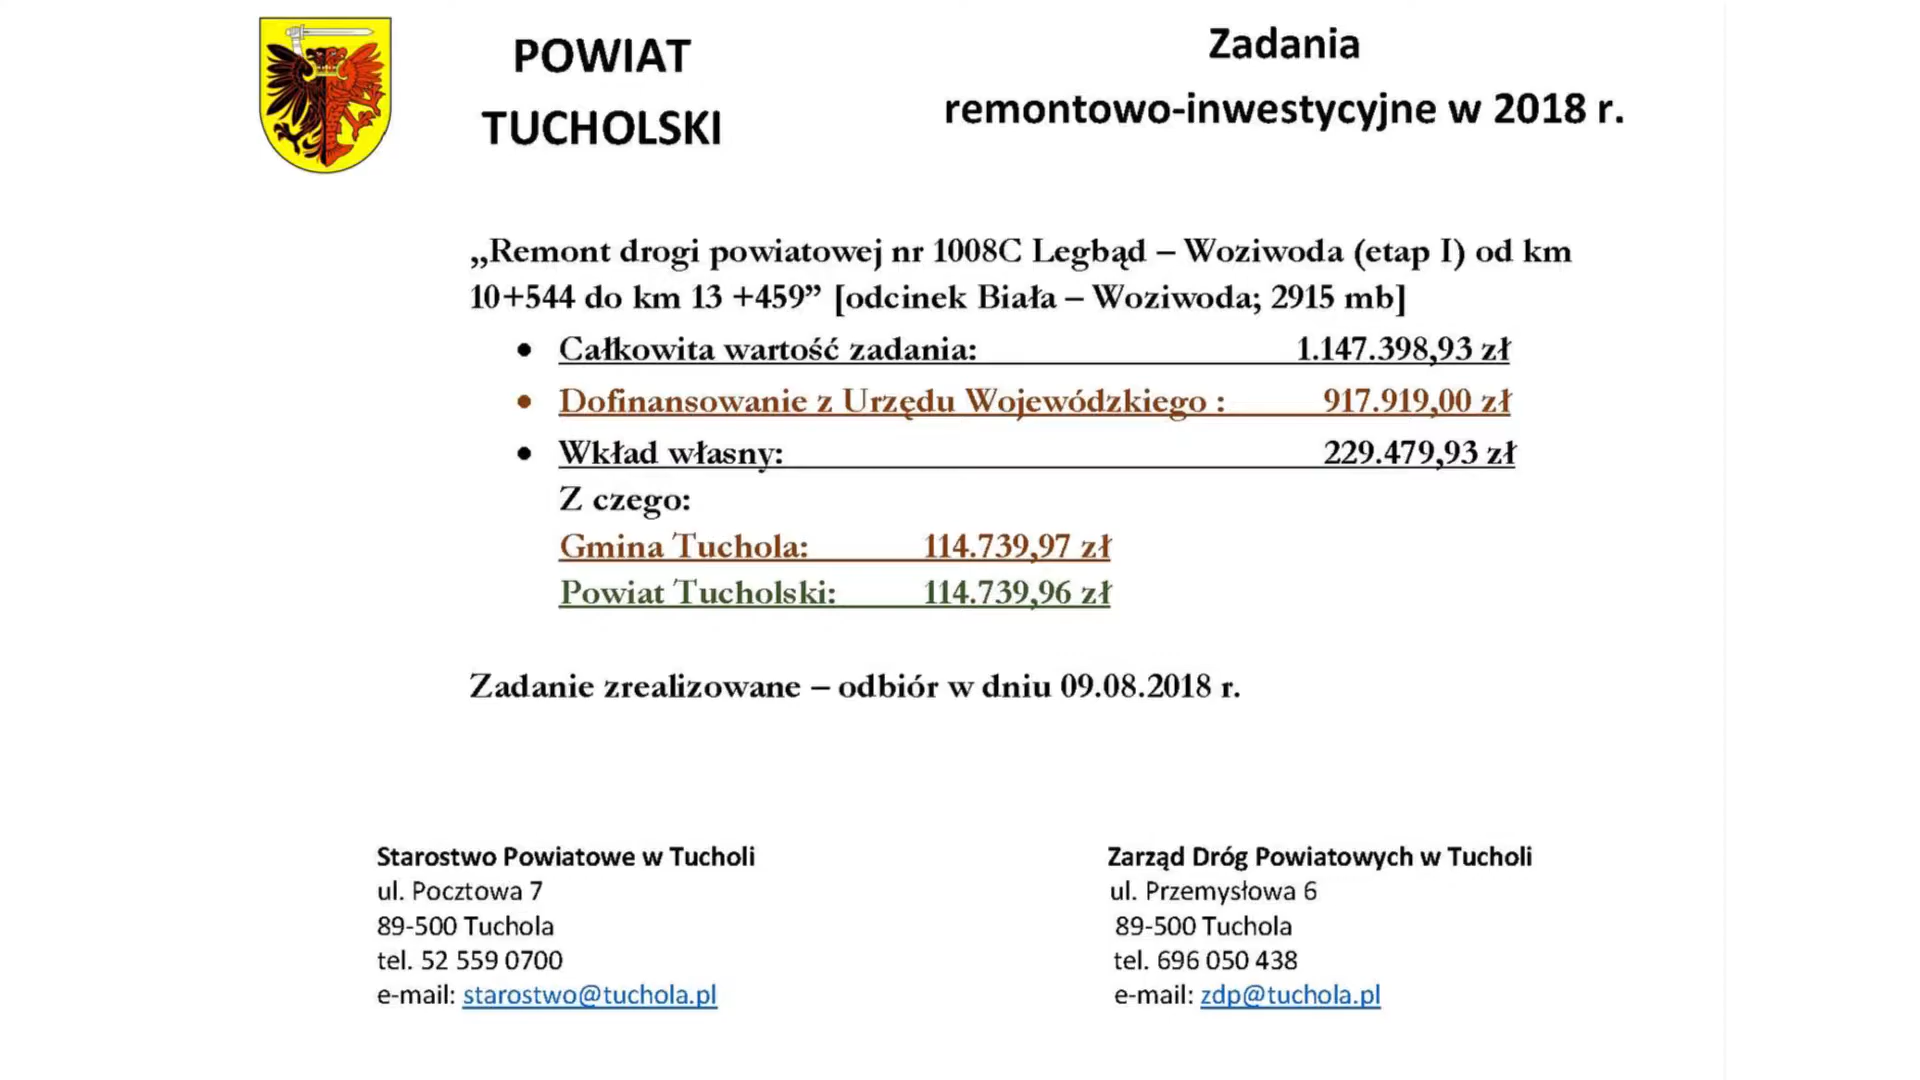 POWIAT
TUCHOLSKI
Zadania
remontowo-inwestycyjne w 2018 r.
„Remont drogi powiatowej nr 1008C Legbąd – Woziwoda (etap I) od km
10+544 do km 13 +459” [odcinek Biała – Woziwoda; 2915 mb]
• Całkowita wartość zadania: 1.147.398,93 zł
• Dofinansowanie z Urzędu Wojewódzkiego : 917.919,00 zł
• Wkład własny: 229.479,93 zł
Z czego:
Gmina Tuchola: 114.739,97 zł
Powiat Tucholski: 114.739,96 zł
Zadanie zrealizowane – odbiór w dniu 09.08.2018 r.
Starostwo Powiatowe w Tucholi
ul. Pocztowa 7
89-500 Tuchola
tel. 52 559 0700
e-mail: starostwo@tuchola.pl
Zarząd Dróg Powiatowych w Tucholi
ul. Przemysłowa 6
89-500 Tuchola
tel. 696 050 438
e-mail: zdp@tuchola.pl